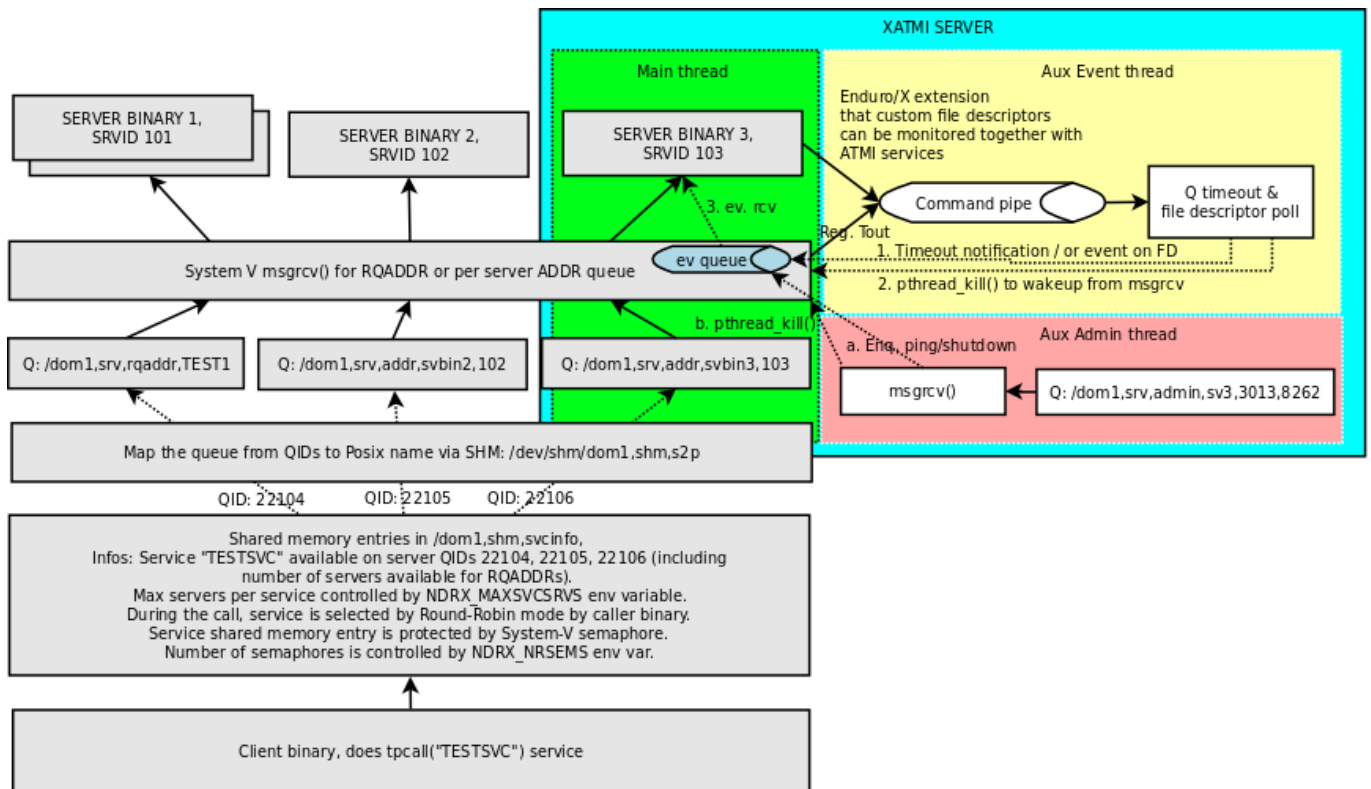 XATMI SERVER
Main thread
Aux Event thread
SERVER BINARY 1,
SRVID 101
SERVER BINARY 2,
SRVID 102
SERVER BINARY 3,
SRVID 103
Enduro/X extension
that custom file descriptors
can be monitored together with
ATMI services
Command pipe
Q timeout &
file descriptor poll
3. ev. rcv
Reg. Tout
1. Timeout notification / or event on FD
System V msgrcv() for RQADDR or per server ADDR queue
ev queue
2. pthread_kill() to wakeup from msgrcv
b. pthread_kill()
Aux Admin thread
a. Enq, ping/shutdown
Q: /dom1,srv,rqaddr,TEST1
Q: /dom1,srv,addr,svbin2,102
Q: /dom1,srv,addr,svbin3,103
msgrcv()
Q: /dom1,srv,admin,sv3,3013,8262
Map the queue from QIDs to Posix name via SHM: /dev/shm/dom1,shm,s2p
QID: 22104
QID: 22105
QID: 22106
Shared memory entries in /dom1,shm,svcinfo,
Infos: Service "TESTSVC" available on server QIDs 22104, 22105, 22106 (including
number of servers available for RQADDRs).
Max servers per service controlled by NDRX_MAXSVCSRVS env variable.
During the call, service is selected by Round-Robin mode by caller binary.
Service shared memory entry is protected by System-V semaphore.
Number of semaphores is controlled by NDRX_NRSEMS env var.
Client binary, does tpcall("TESTSVC") service